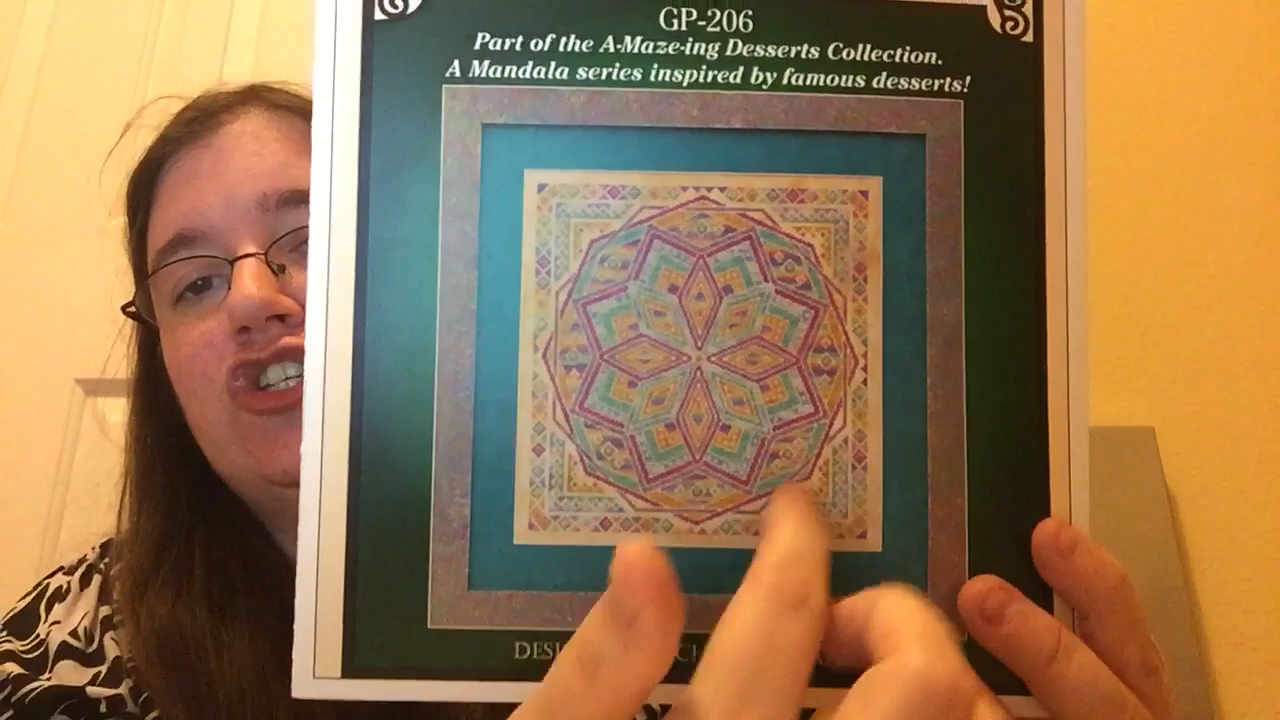 GP-206
Part of the A-Maze-ing Desserts Collection.
A Mandala series inspired by famous desserts!